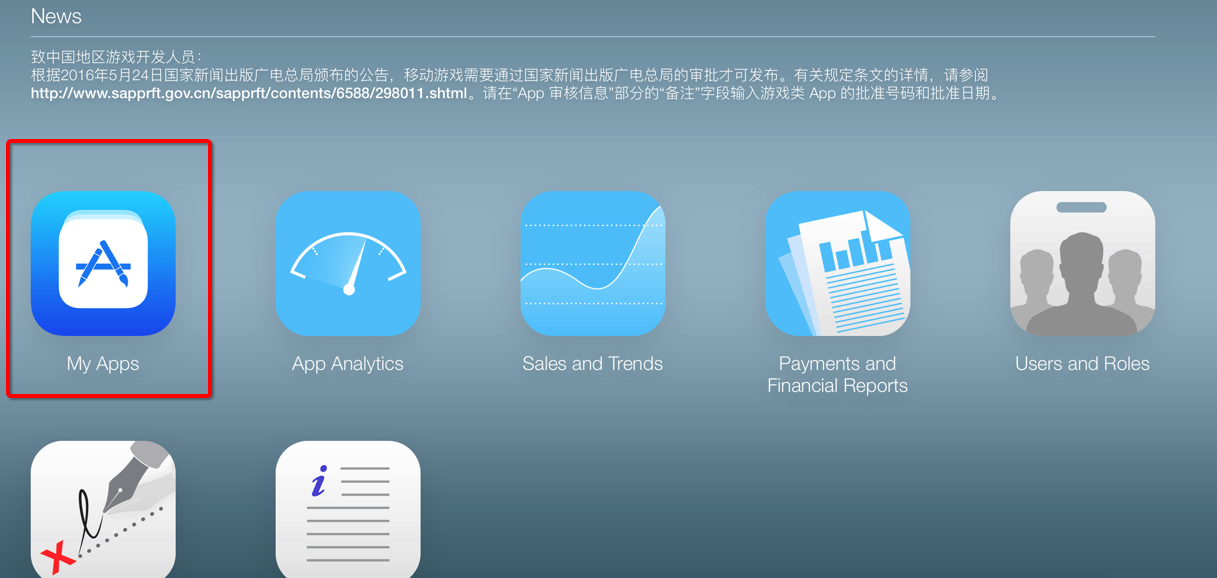 News
致中国地区游戏开发人员：
根据2016年5月24日国家新闻出版广电总局颁布的公告，移动游戏需要通过国家新闻出版广电总局的审批才可发布。有关规定条文的详情，请参阅
http://www.sapprft.gov.cn/sapprft/contents/6588/298011.shtml。请在“App 审核信息”部分的“备注”字段输入游戏类 App 的批准号码和批准日期。
My Apps
App Analytics
Sales and Trends
Payments and
Financial Reports
Users and Roles